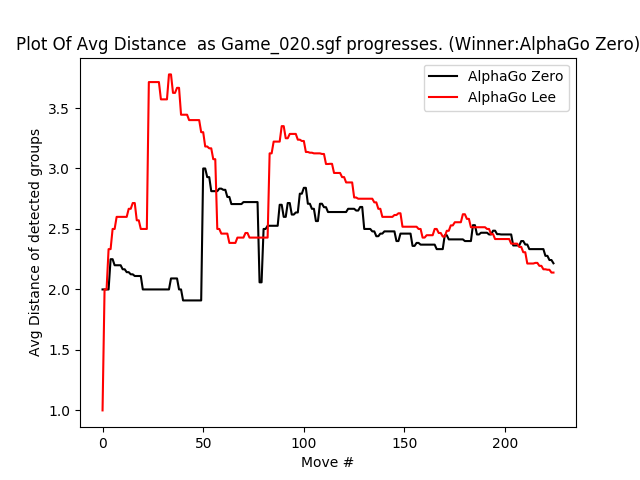 Plot Of Avg Distance  as Game_020.sgf progresses. (Winner:AlphaGo Zero)
AlphaGo Zero
AlphaGo Lee
Avg Distance of detected groups
3.5
3.0
2.5
2.0
1.5
1.0
0 50 100 150 200
Move #